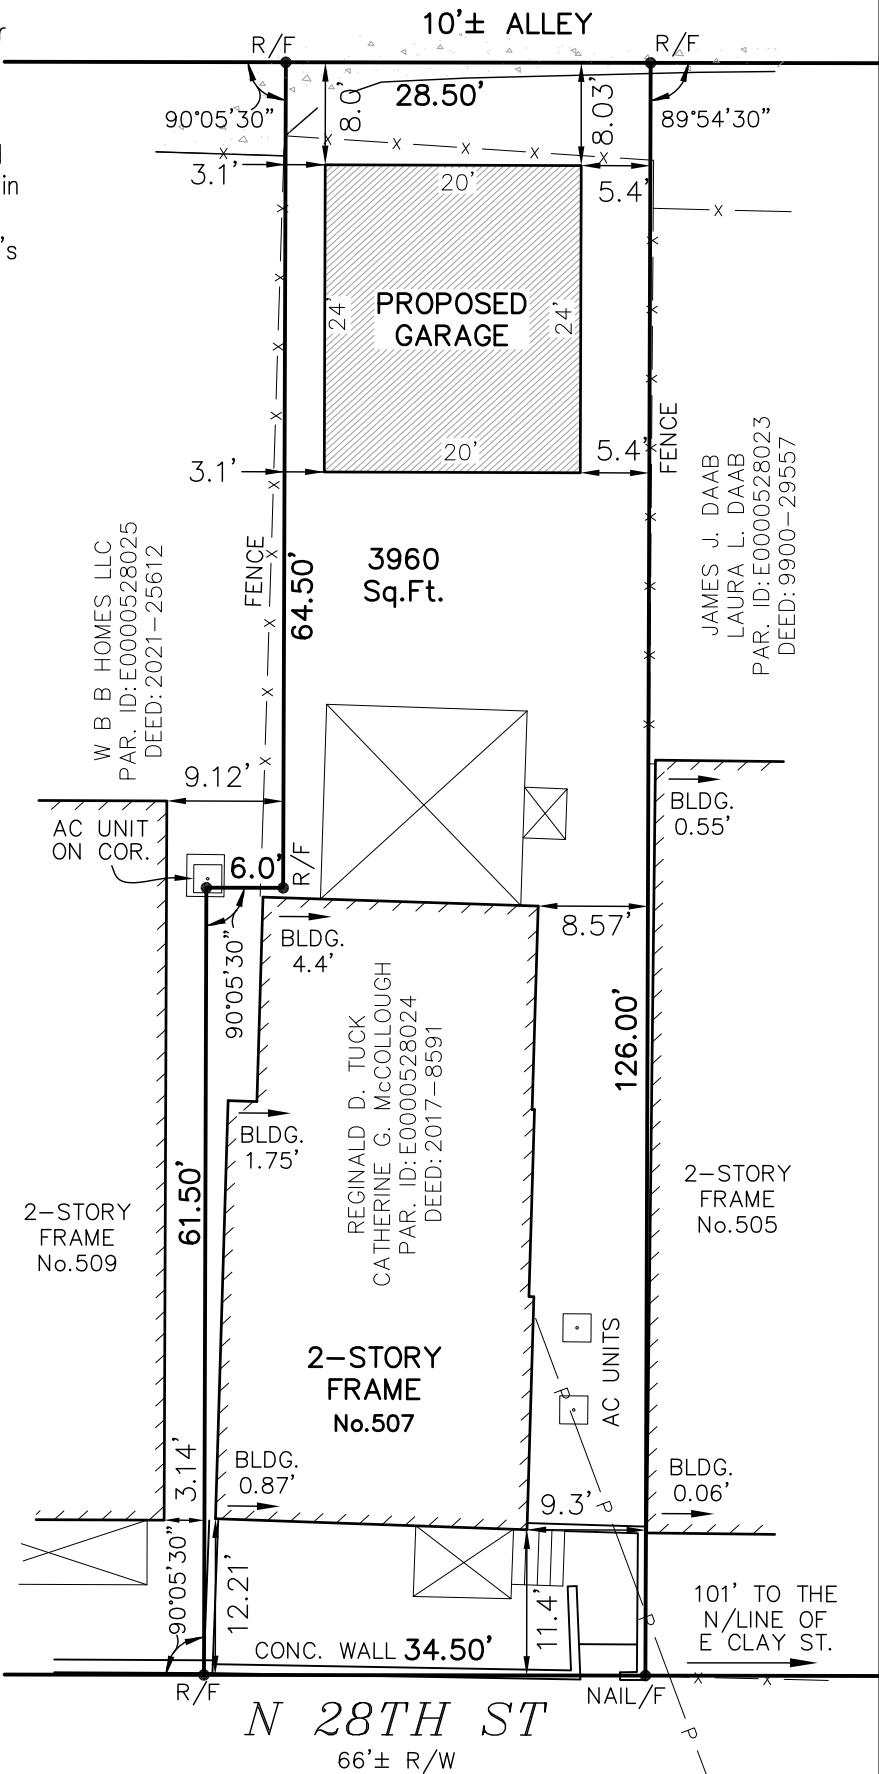 10'± ALLEY
r
R/F
R/F
90°05'30"
8.0'
28.50'
8.03'
89°54'30"
in
's
3.1'
20'
5.4'
PROPOSED
GARAGE
24'
24'
3.1'
20'
5.4'
FENCE
FENCE
64.50'
3960
Sq.Ft.
W B B HOMES LLC
PAR. ID:E0000528025
DEED:2021-25612
JAMES J. DAAB
LAURA L. DAAB
PAR. ID:E0000528023
DEED:9900-29557
9.12'
AC UNIT
ON COR.
6.0'
R/F
BLDG.
0.55'
90°05'30"
BLDG.
4.4'
8.57'
126.00'
REGINALD D. TUCK
CATHERINE G. McCOLLOUGH
PAR. ID:E0000528024
DEED:2017-8591
BLDG.
1.75'
61.50'
2-STORY
FRAME
No.509
2-STORY
FRAME
No.505
2-STORY
FRAME
No.507
AC UNITS
P
BLDG.
0.87'
3.14'
BLDG.
0.06'
9.3'
P
90°05'30"
12.21'
11.4'
P
101' TO THE
N/LINE OF
E CLAY ST.
CONC. WALL 34.50'
R/F
NAIL/F
N 28TH ST
P
66'± R/W